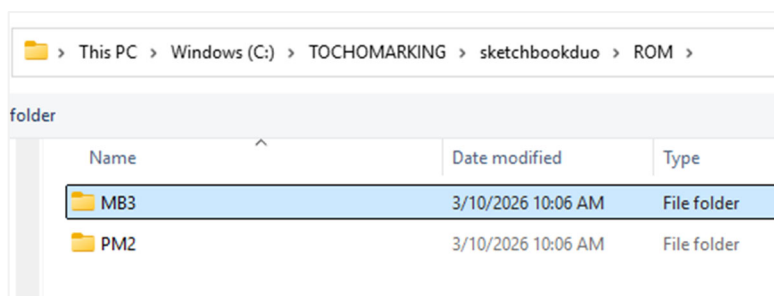 This PC > Windows (C:) > TOCHOMARKING > sketchbookduo > ROM >
folder
Name Date modified Type
MB3 3/10/2026 10:06 AM File folder
PM2 3/10/2026 10:06 AM File folder